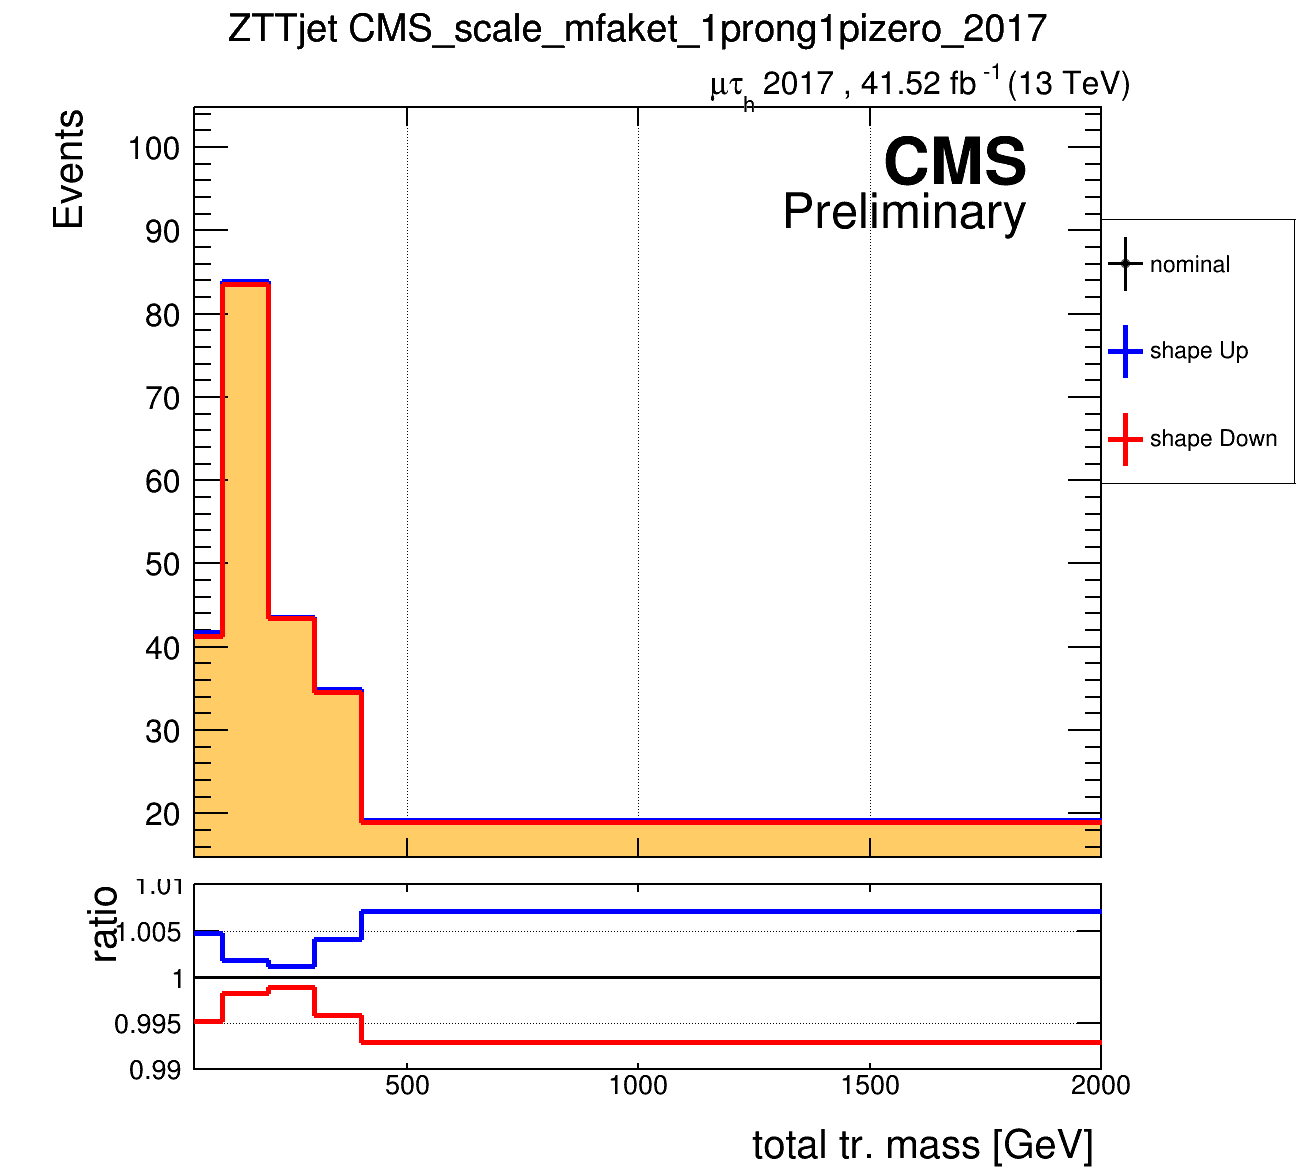 ZTTjet CMS_scale_mfaket_1prong1pizero_2017
μτh 2017 , 41.52 fb-1 (13 TeV)
Events
100
90
80
70
60
50
40
30
20
CMS
Preliminary
nominal
shape Up
shape Down
ratio
1.01
1.005
1
0.995
0.99
500
1000
1500
2000
total tr. mass [GeV]